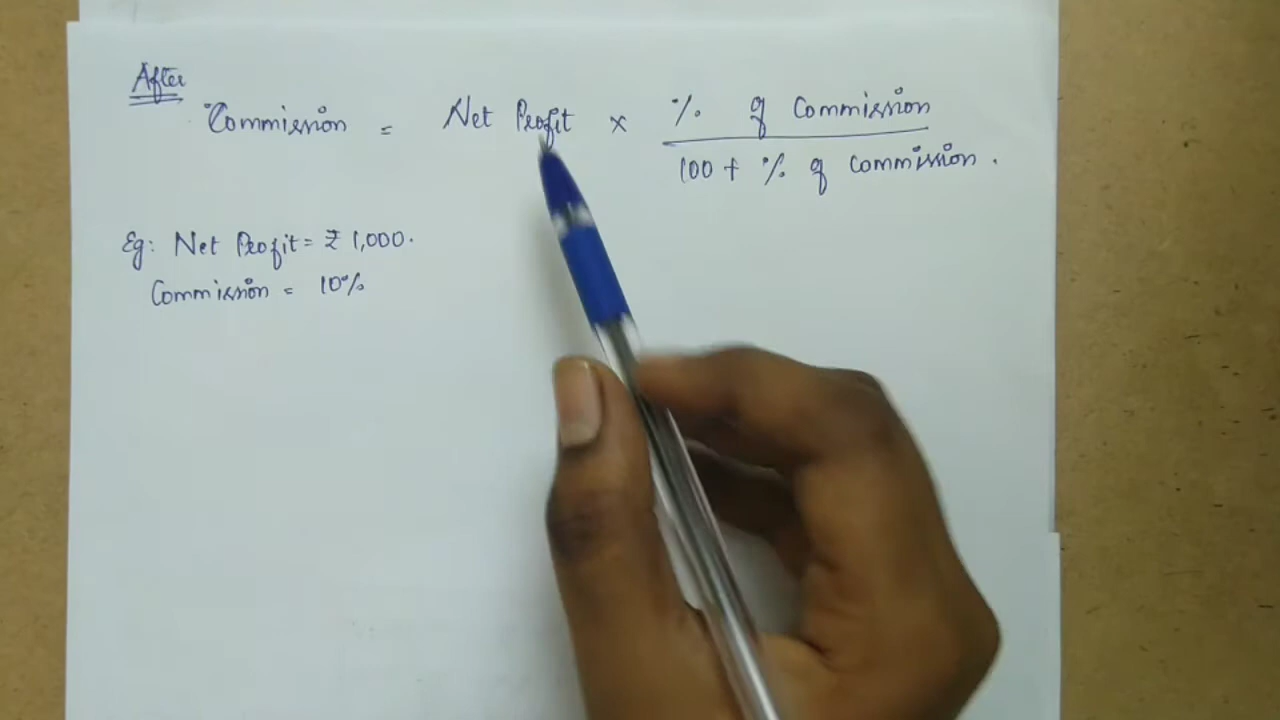 After
Commission = Net Profit × % of Commission
100 + % of commission.
Eg: Net Profit = ₹ 1,000.
Commission = 10%